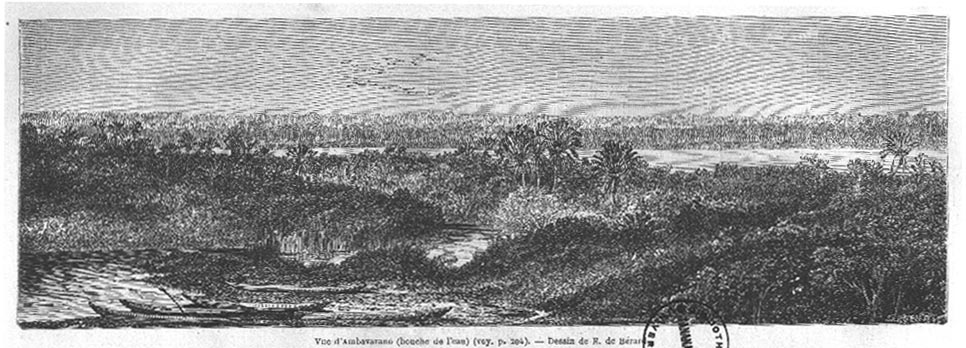 Vue d'Ambavarano (bouche de l'eau) (voy. p. 204). — Dessin de E. de Bérard